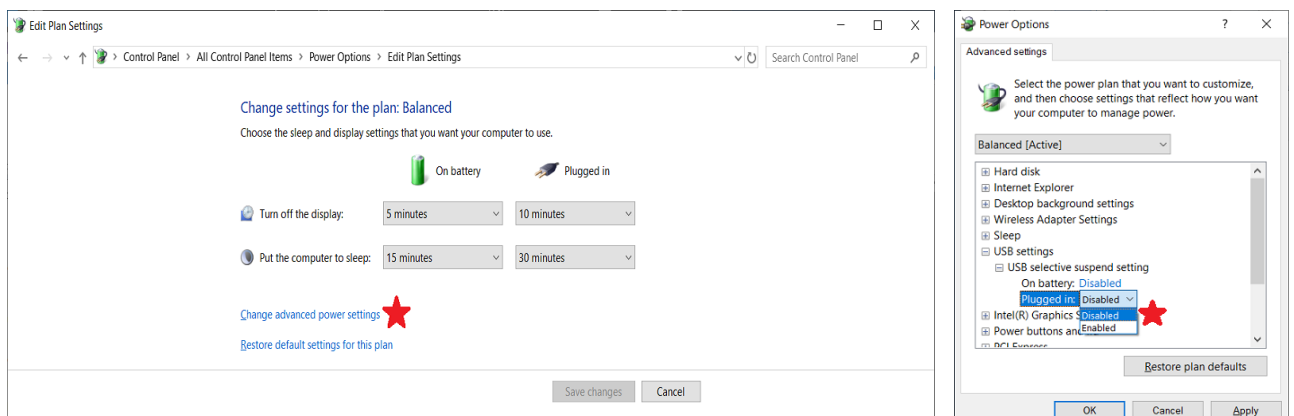 Edit Plan Settings
Control Panel > All Control Panel Items > Power Options > Edit Plan Settings
Search Control Panel
Change settings for the plan: Balanced
Choose the sleep and display settings that you want your computer to use.
On battery
Plugged in
Turn off the display:
5 minutes
10 minutes
Put the computer to sleep:
15 minutes
30 minutes
Change advanced power settings
Restore default settings for this plan
Save changes
Cancel
Power Options
Advanced settings
Select the power plan that you want to customize,
and then choose settings that reflect how you want
your computer to manage power.
Balanced [Active]
Hard disk
Internet Explorer
Desktop background settings
Wireless Adapter Settings
Sleep
USB settings
USB selective suspend setting
On battery: Disabled
Plugged in: Disabled
Intel(R) Graphics
Disabled
Power buttons
Enabled
PCI Express
Restore plan defaults
OK
Cancel
Apply